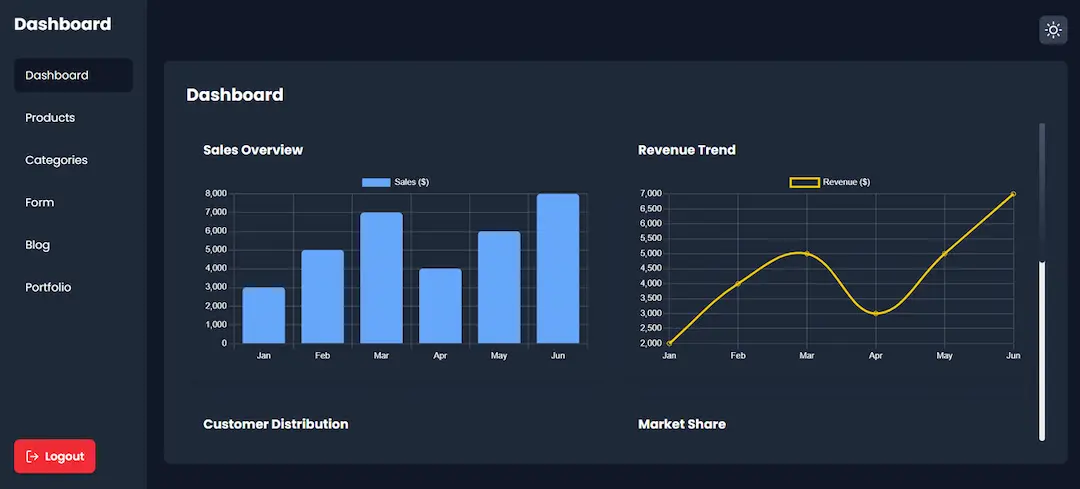 Dashboard
Dashboard
Products
Categories
Form
Blog
Portfolio
Logout
Dashboard
Sales Overview
Sales ($)
8,000
7,000
6,000
5,000
4,000
3,000
2,000
1,000
0
Jan Feb Mar Apr May Jun
Revenue Trend
Revenue ($)
7,000
6,500
6,000
5,500
5,000
4,500
4,000
3,500
3,000
2,500
2,000
Jan Feb Mar Apr May Jun
Customer Distribution
Market Share